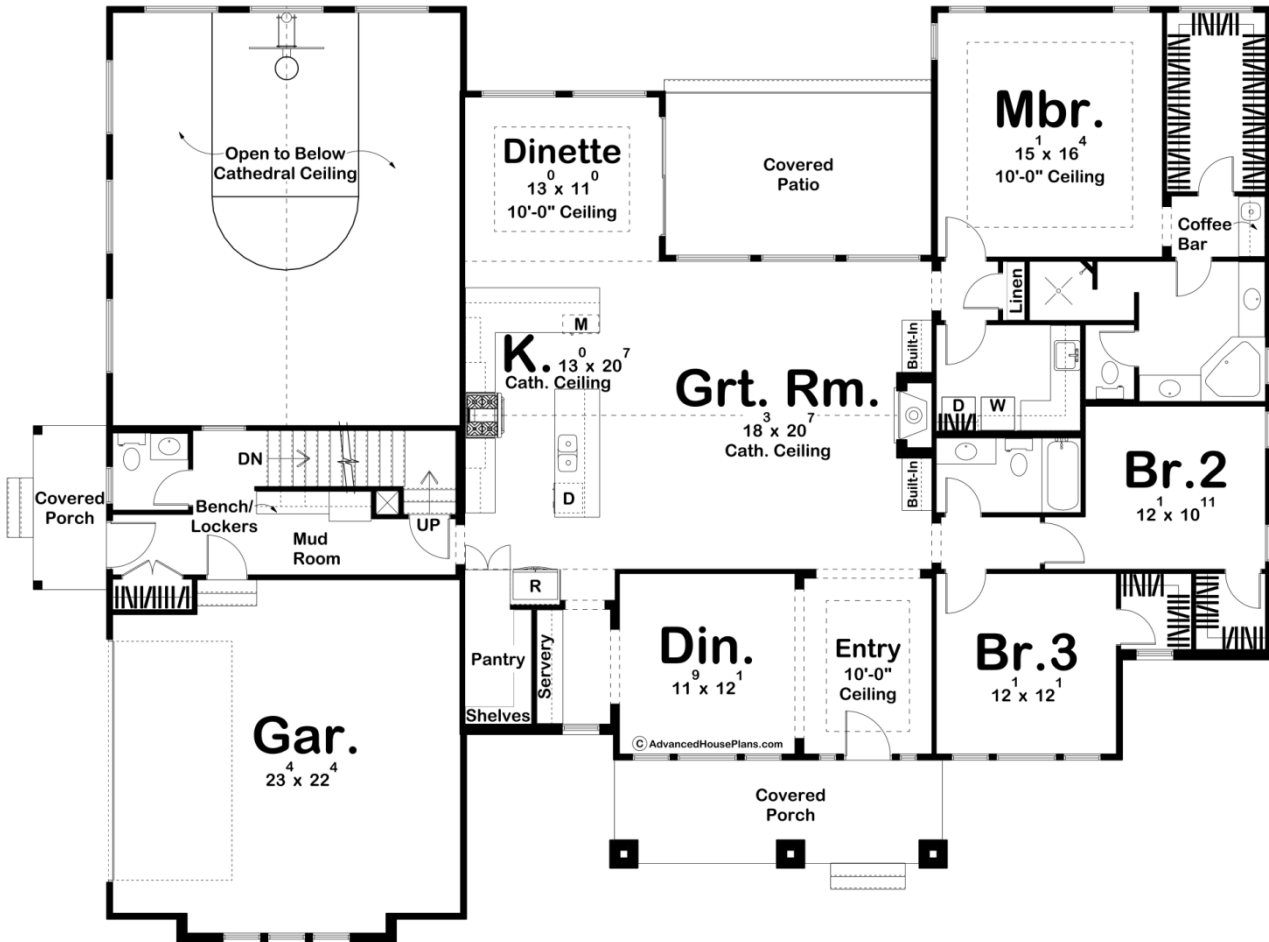 Open to Below
Cathedral Ceiling
Dinette
13⁰ x 11⁰
10'-0" Ceiling
Covered
Patio
Mbr.
15¹ x 16⁴
10'-0" Ceiling
Coffee
Bar
Linen
M
K. 13⁰ x 20⁷
Cath. Ceiling
Built-In
Grt. Rm.
18³ x 20⁷
Cath. Ceiling
D
W
Built-In
D
Br.2
12¹ x 10¹¹
DN
UP
Covered
Porch
Bench/
Lockers
Mud
Room
R
Pantry
Shelves
Servery
Din.
11⁹ x 12¹
© AdvancedHousePlans.com
Entry
10'-0"
Ceiling
Br.3
12¹ x 12¹
Gar.
23⁴ x 22⁴
Covered
Porch